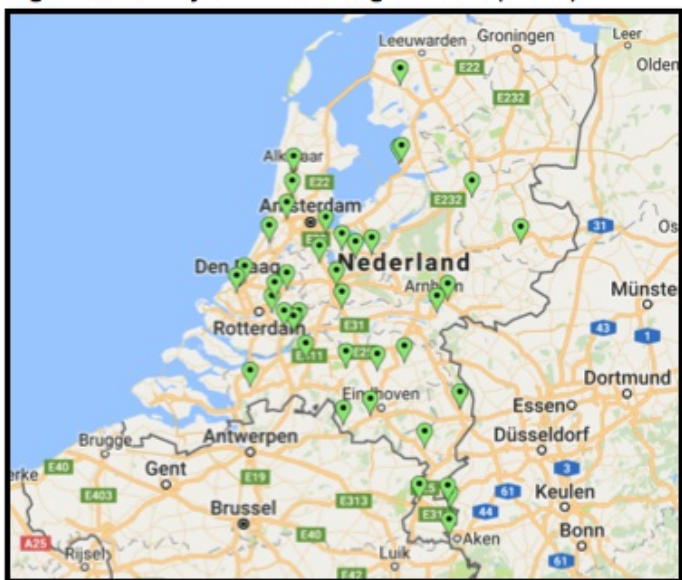 Leeuwarden
Groningen
Leer
E22
Olden
E232
Alkmaar
E22
E232
Amsterdam
31
Os
Den Haag
Nederland
Arnhem
Münste
Rotterdam
E31
43
1
Dortmund
Eindhoven
Essen
Brugge
Antwerpen
Düsseldorf
erke
E40
Gent
E19
3
E403
E313
61
Keulen
Brussel
44
E40
A25
Aken
Bonn
Rijsel
Luik
61
E42